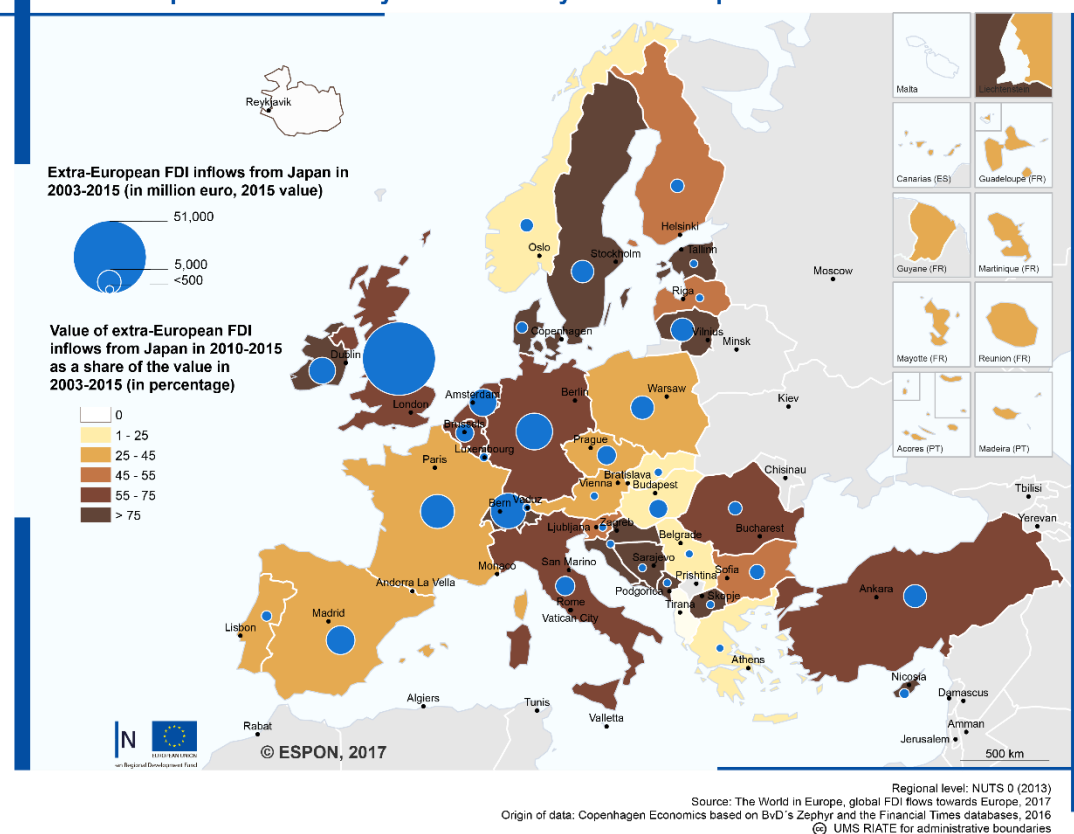 Reykjavik
Extra-European FDI inflows from Japan in
2003-2015 (in million euro, 2015 value)
51,000
5,000
<500
Value of extra-European FDI
inflows from Japan in 2010-2015
as a share of the value in
2003-2015 (in percentage)
0
1 - 25
25 - 45
45 - 55
55 - 75
> 75
Oslo
Stockholm
Helsinki
Tallinn
Riga
Moscow
Copenhagen
Vilnius
Minsk
Dublin
London
Amsterdam
Berlin
Warsaw
Brussels
Kiev
Luxembourg
Prague
Paris
Bratislava
Vienna
Budapest
Chisinau
Bern
Vaduz
Ljubljana
Zagreb
Bucharest
Belgrade
Tbilisi
Yerevan
San Marino
Sarajevo
Monaco
Prishtina
Sofia
Andorra La Vella
Podgorica
Skopje
Ankara
Rome
Tirana
Vatican City
Madrid
Lisbon
Athens
Nicosia
Damascus
Algiers
Tunis
Valletta
Rabat
Amman
Jerusalem
Malta
Liechtenstein
Canarias (ES)
Guadeloupe (FR)
Guyane (FR)
Martinique (FR)
Mayotte (FR)
Reunion (FR)
Acores (PT)
Madeira (PT)
N
EUROPEAN UNION
Regional Development Fund
© ESPON, 2017
500 km
Regional level: NUTS 0 (2013)
Source: The World in Europe, global FDI flows towards Europe, 2017
Origin of data: Copenhagen Economics based on BvD´s Zephyr and the Financial Times databases, 2016
UMS RIATE for administrative boundaries